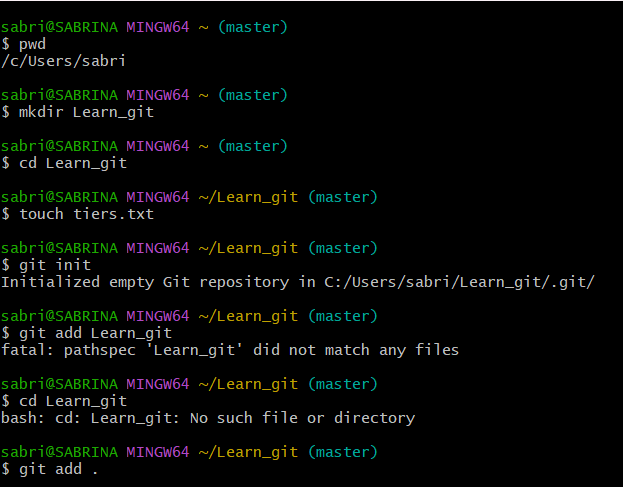 sabri@SABRINA MINGW64 ~ (master)
$ pwd
/c/Users/sabri
sabri@SABRINA MINGW64 ~ (master)
$ mkdir Learn_git
sabri@SABRINA MINGW64 ~ (master)
$ cd Learn_git
sabri@SABRINA MINGW64 ~/Learn_git (master)
$ touch tiers.txt
sabri@SABRINA MINGW64 ~/Learn_git (master)
$ git init
Initialized empty Git repository in C:/Users/sabri/Learn_git/.git/
sabri@SABRINA MINGW64 ~/Learn_git (master)
$ git add Learn_git
fatal: pathspec 'Learn_git' did not match any files
sabri@SABRINA MINGW64 ~/Learn_git (master)
$ cd Learn_git
bash: cd: Learn_git: No such file or directory
sabri@SABRINA MINGW64 ~/Learn_git (master)
$ git add .